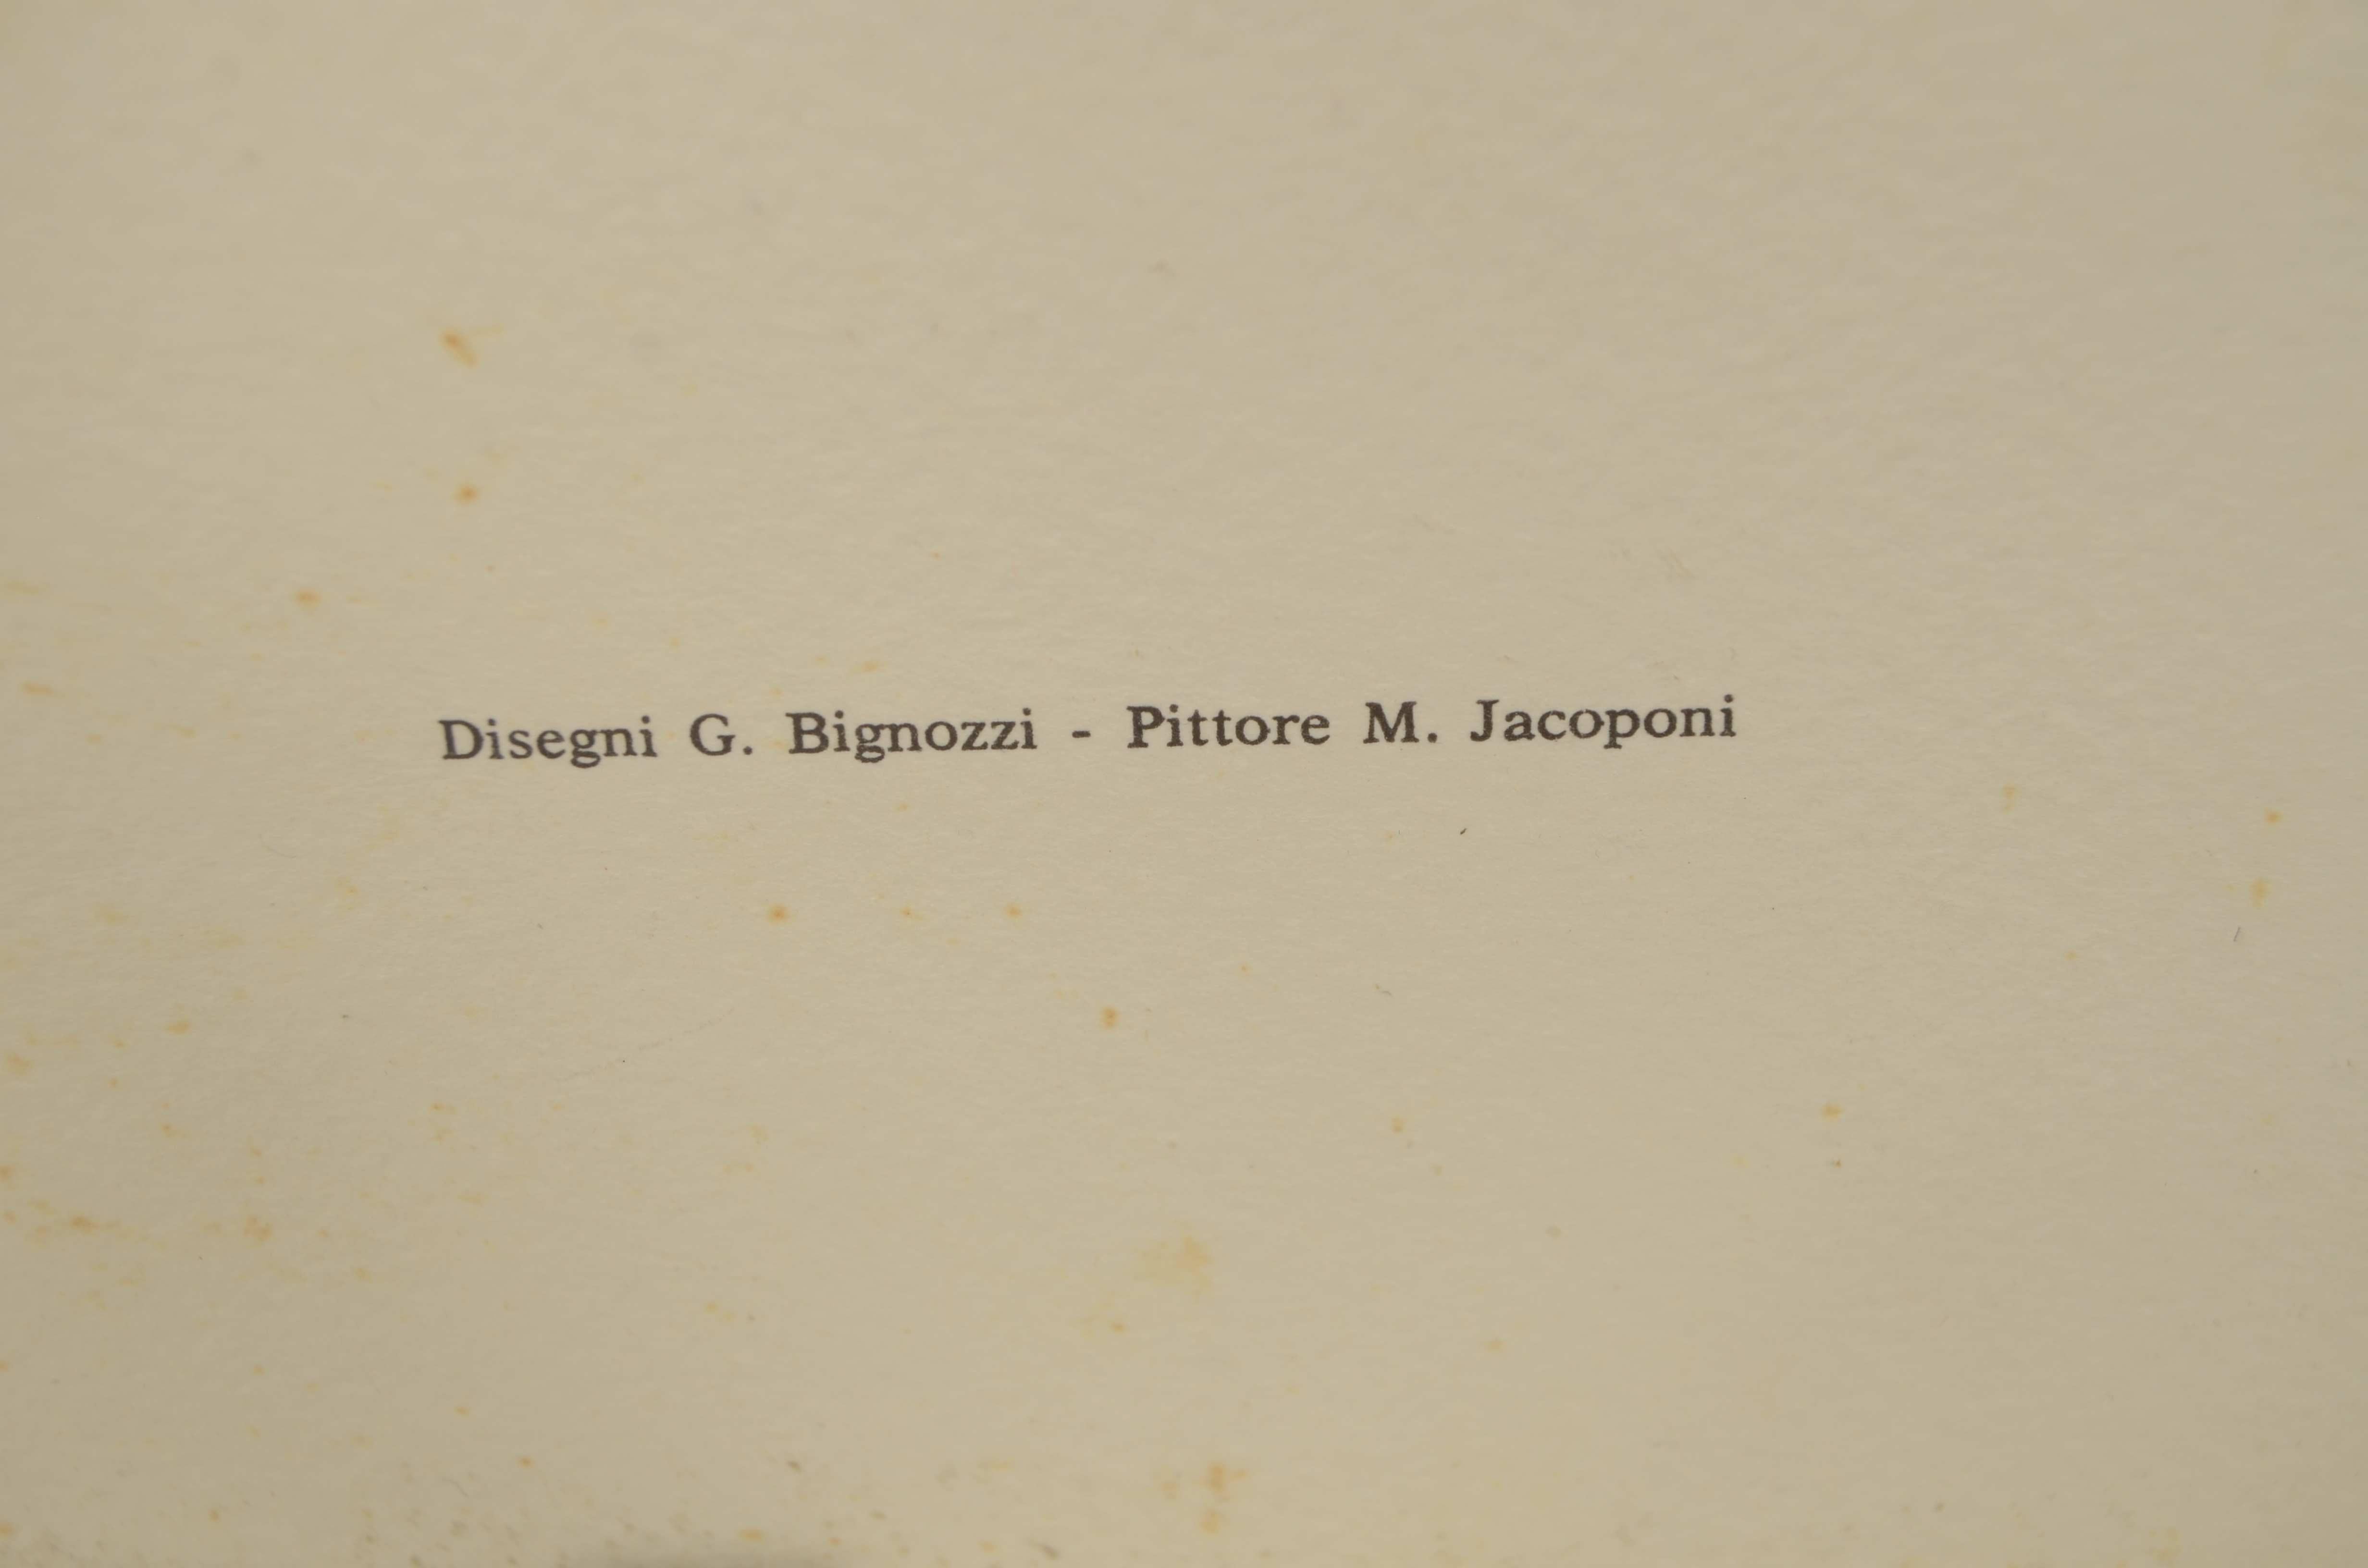 Disegni G. Bignozzi - Pittore M. Jacoponi